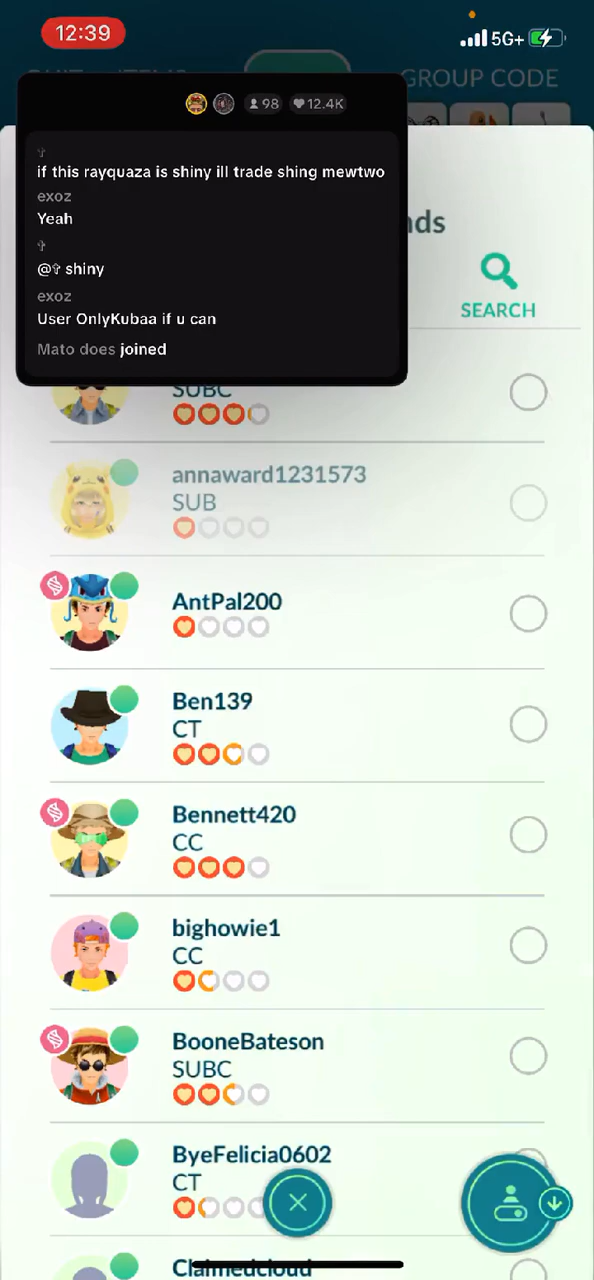 12:39
5G+
GROUP CODE
98
12.4K
✞
if this rayquaza is shiny ill trade shing mewtwo
exoz
Yeah
✞
@✞ shiny
exoz
User OnlyKubaa if u can
Mato does joined
nds
SEARCH
SUBC
annaward1231573
SUB
AntPal200
Ben139
CT
Bennett420
CC
bighowie1
CC
BooneBateson
SUBC
ByeFelicia0602
CT
Claimedcloud